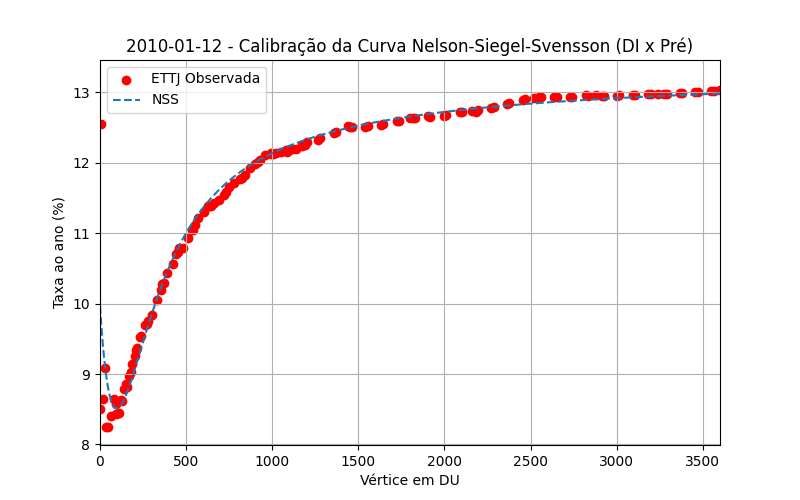 2010-01-12 - Calibração da Curva Nelson-Siegel-Svensson (DI x Pré)
ETTJ Observada
NSS
Taxa ao ano (%)
13
12
11
10
9
8
0 500 1000 1500 2000 2500 3000 3500
Vértice em DU